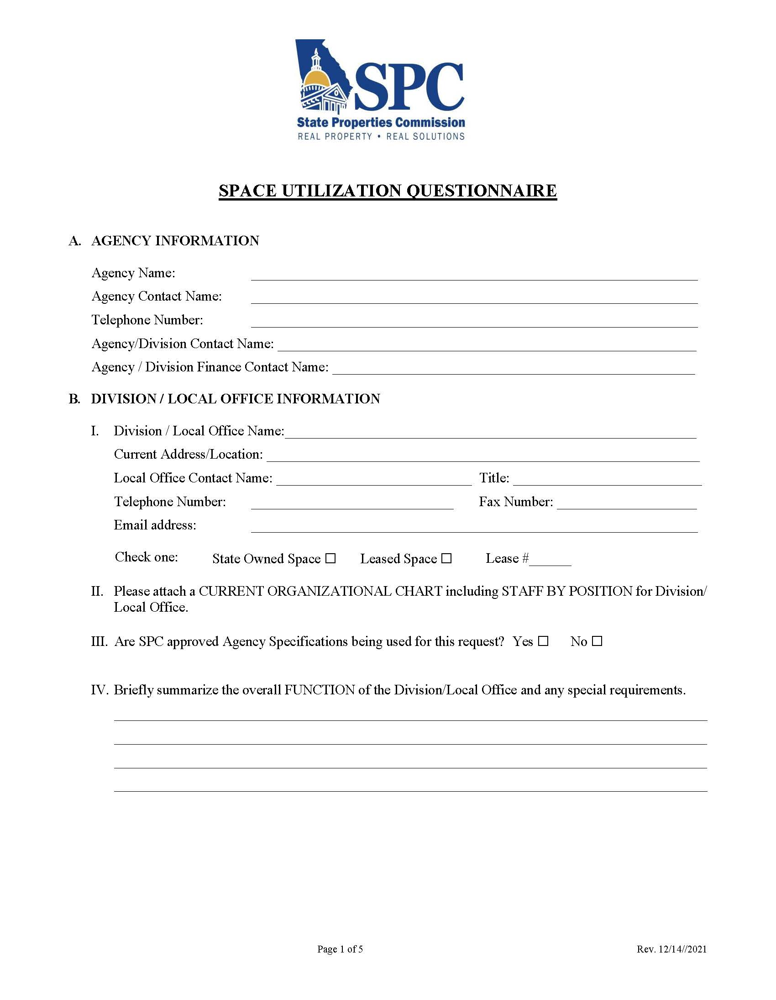 SPC
State Properties Commission
REAL PROPERTY • REAL SOLUTIONS
SPACE UTILIZATION QUESTIONNAIRE
A. AGENCY INFORMATION
Agency Name:
Agency Contact Name:
Telephone Number:
Agency/Division Contact Name:
Agency / Division Finance Contact Name:
B. DIVISION / LOCAL OFFICE INFORMATION
I. Division / Local Office Name:
Current Address/Location:
Local Office Contact Name: Title:
Telephone Number: Fax Number:
Email address:
Check one: State Owned Space ☐ Leased Space ☐ Lease #
II. Please attach a CURRENT ORGANIZATIONAL CHART including STAFF BY POSITION for Division/
Local Office.
III. Are SPC approved Agency Specifications being used for this request? Yes ☐ No ☐
IV. Briefly summarize the overall FUNCTION of the Division/Local Office and any special requirements.
Page 1 of 5 Rev. 12/14//2021